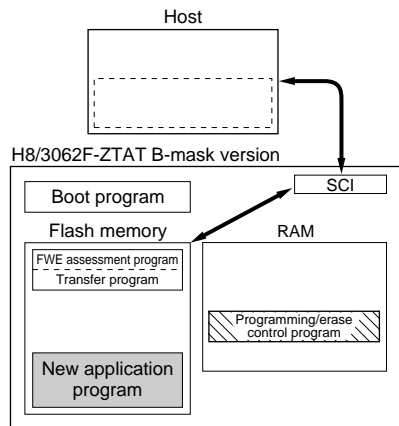 Host
H8/3062F-ZTAT B-mask version
Boot program
SCI
Flash memory
RAM
FWE assessment program
Transfer program
Programming/erase
control program
New application
program